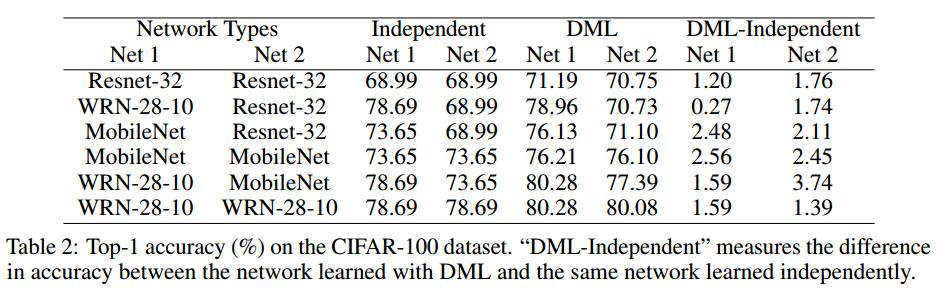 Network Types Independent DML DML-Independent
Net 1 Net 2 Net 1 Net 2 Net 1 Net 2 Net 1 Net 2
Resnet-32 Resnet-32 68.99 68.99 71.19 70.75 1.20 1.76
WRN-28-10 Resnet-32 78.69 68.99 78.96 70.73 0.27 1.74
MobileNet Resnet-32 73.65 68.99 76.13 71.10 2.48 2.11
MobileNet MobileNet 73.65 73.65 76.21 76.10 2.56 2.45
WRN-28-10 MobileNet 78.69 73.65 80.28 77.39 1.59 3.74
WRN-28-10 WRN-28-10 78.69 78.69 80.28 80.08 1.59 1.39
Table 2: Top-1 accuracy (%) on the CIFAR-100 dataset. “DML-Independent” measures the difference
in accuracy between the network learned with DML and the same network learned independently.